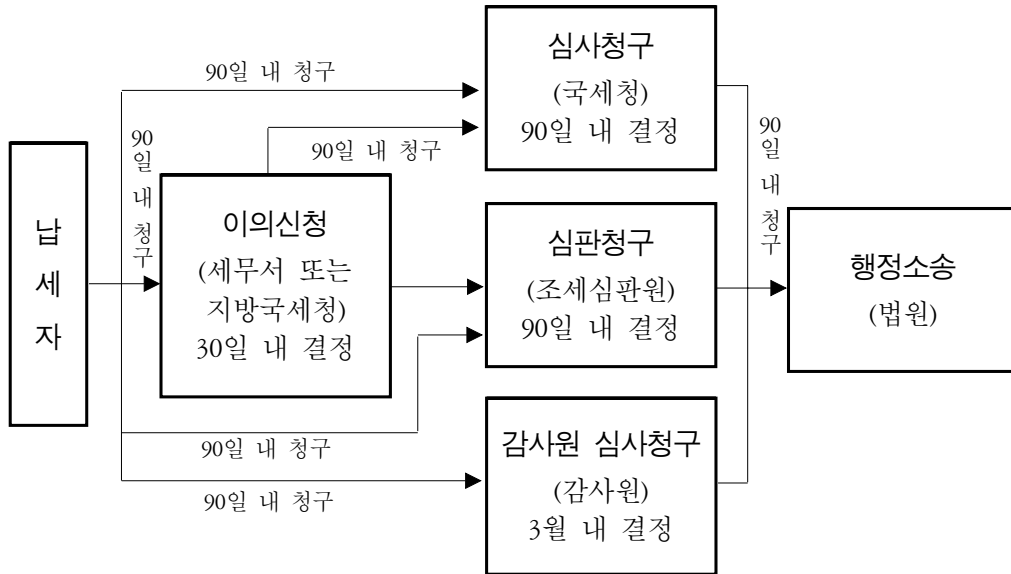 납
세
자
90일 내 청구
90
일
내
청
구
90일 내 청구
이의신청
(세무서 또는
지방국세청)
30일 내 결정
90일 내 청구
90일 내 청구
심사청구
(국세청)
90일 내 결정
심판청구
(조세심판원)
90일 내 결정
감사원 심사청구
(감사원)
3월 내 결정
90
일
내
청
구
행정소송
(법원)